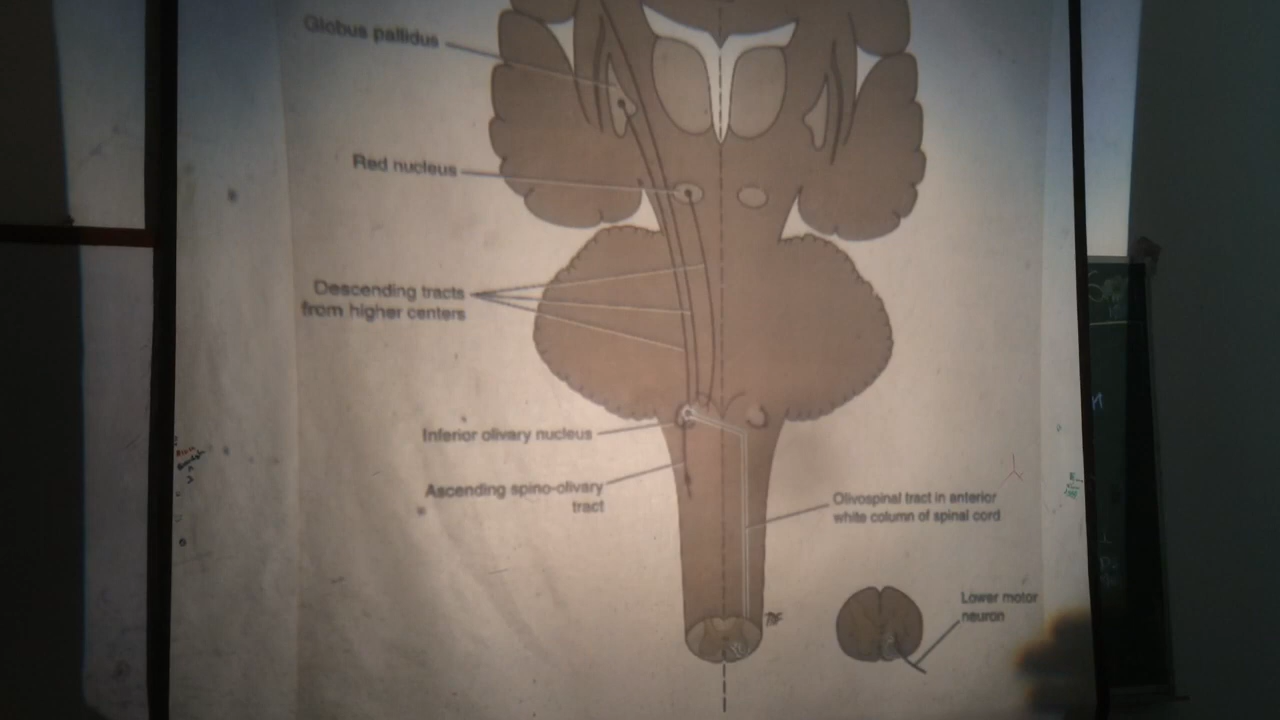 Globus pallidus
Red nucleus
Descending tracts
from higher centers
Inferior olivary nucleus
Ascending spino-olivary
tract
Olivospinal tract in anterior
white column of spinal cord
Lower motor
neuron